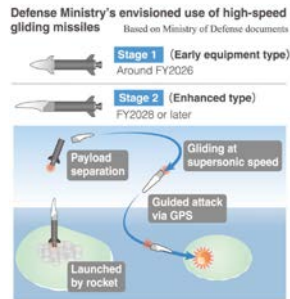 Defense Ministry's envisioned use of high-speed
gliding missiles
Based on Ministry of Defense documents
Stage 1 (Early equipment type)
Around FY2026
Stage 2 (Enhanced type)
FY2028 or later
Payload
separation
Gliding at
supersonic speed
Guided attack
via GPS
Launched
by rocket